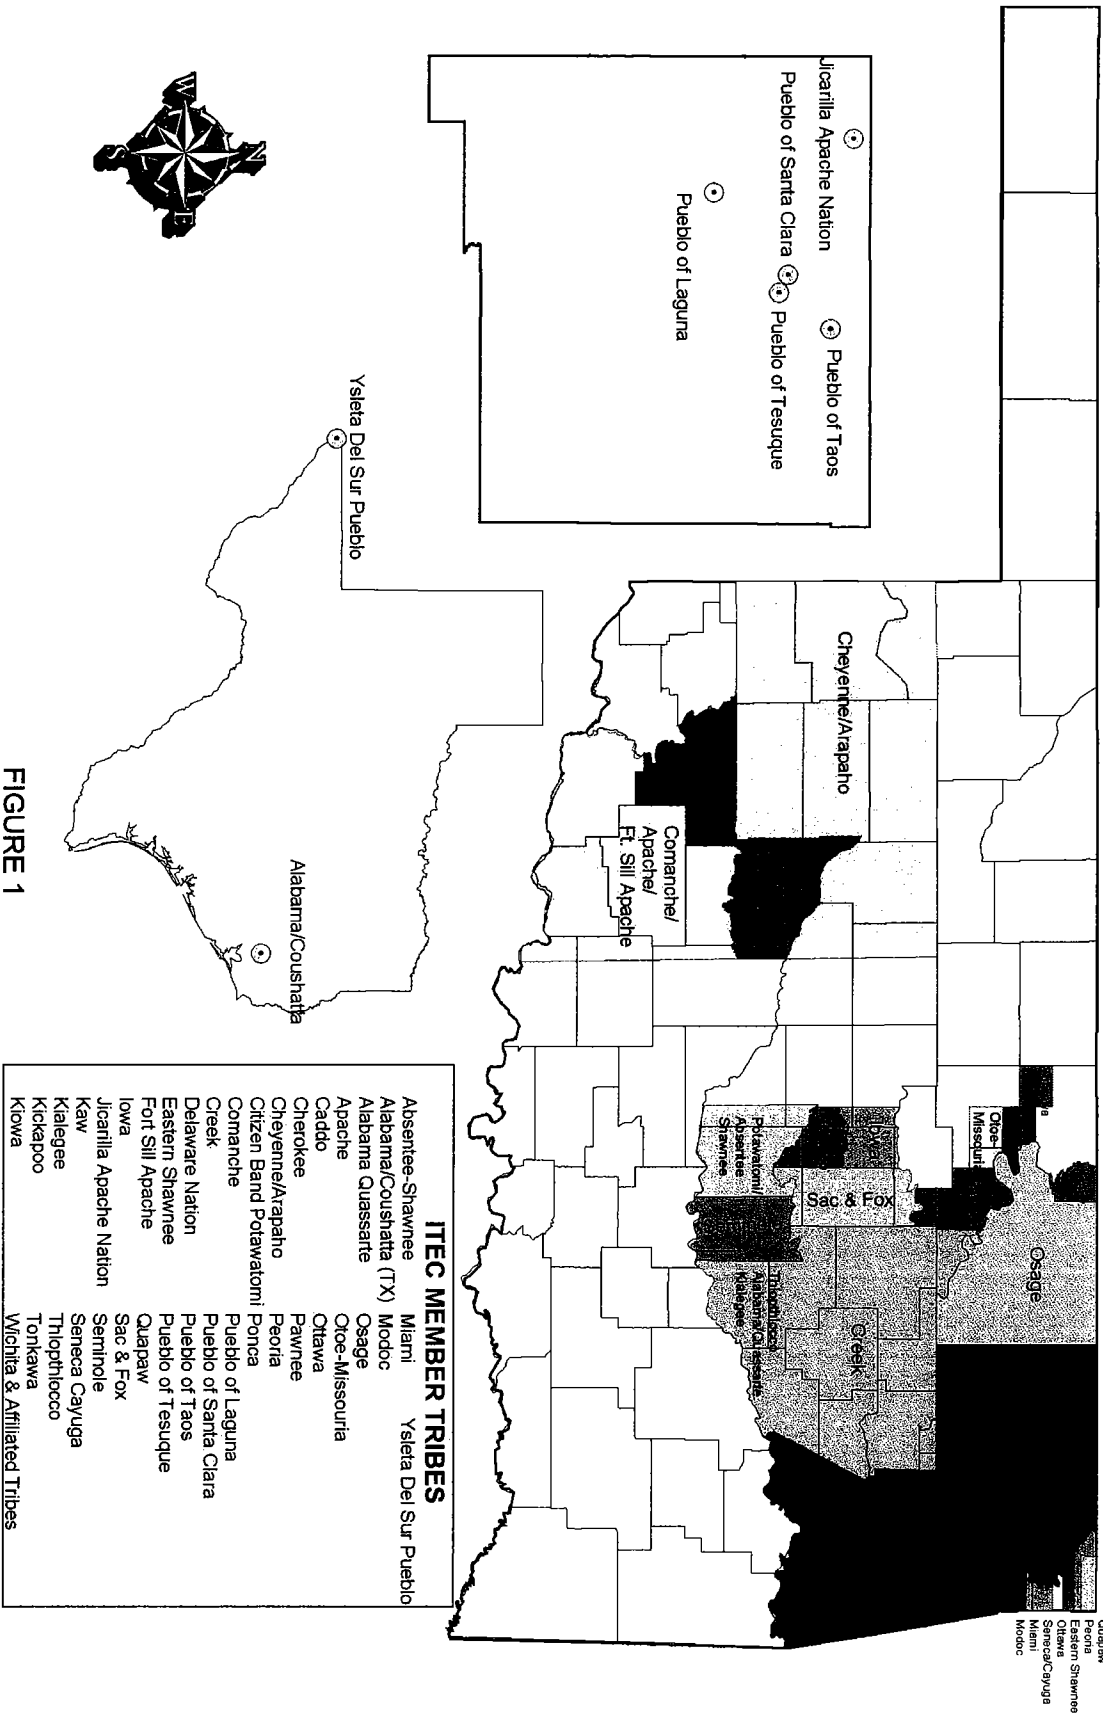 Jicarilla Apache Nation
Pueblo of Taos
Pueblo of Santa Clara
Pueblo of Tesuque
Pueblo of Laguna
N
W
E
S
Ysleta Del Sur Pueblo
Alabama/Coushatta
Cheyenne/Arapaho
Comanche/
Apache/
Ft. Sill Apache
Otoe-
Missouria
Osage
Iowa
Sac & Fox
Potawatomi/
Absentee
Shawnee
Creek
Thlopthlocco
Alabama/Quassarte
Kialegee
Quapaw
Peoria
Eastern Shawnee
Ottawa
Seneca/Cayuga
Miami
Modoc
ITEC MEMBER TRIBES
Absentee-Shawnee
Alabama/Coushatta (TX)
Alabama Quassarte
Apache
Caddo
Cherokee
Cheyenne/Arapaho
Citizen Band Potawatomi
Comanche
Creek
Delaware Nation
Eastern Shawnee
Fort Sill Apache
Iowa
Jicarilla Apache Nation
Kaw
Kialegee
Kickapoo
Kiowa
Miami
Modoc
Osage
Otoe-Missouria
Ottawa
Pawnee
Peoria
Ponca
Pueblo of Laguna
Pueblo of Santa Clara
Pueblo of Taos
Pueblo of Tesuque
Quapaw
Sac & Fox
Seminole
Seneca Cayuga
Thlopthlocco
Tonkawa
Wichita & Affiliated Tribes
Ysleta Del Sur Pueblo
FIGURE 1